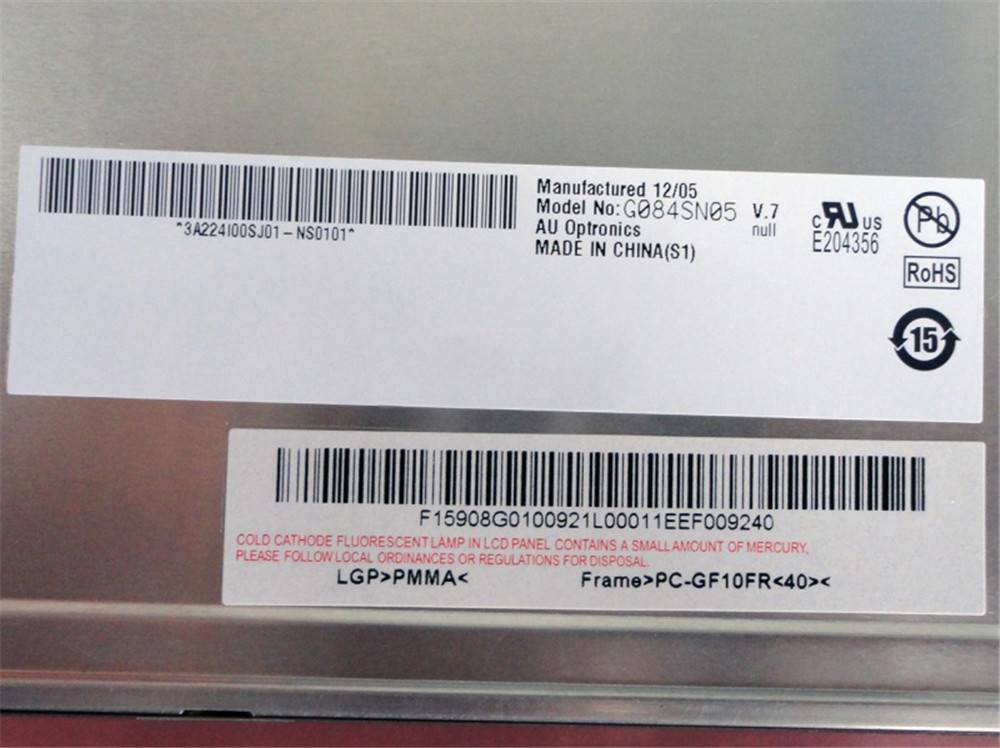 *3A224I00SJ01-NS0101*
Manufactured 12/05
Model No:G084SN05 V.7
AU Optronics null
MADE IN CHINA(S1)
c RU US
E204356
Pb
RoHS
15
F15908G0100921L00011EEF009240
COLD CATHODE FLUORESCENT LAMP IN LCD PANEL CONTAINS A SMALL AMOUNT OF MERCURY,
PLEASE FOLLOW LOCAL ORDINANCES OR REGULATIONS FOR DISPOSAL.
LGP>PMMA< Frame>PC-GF10FR<40><